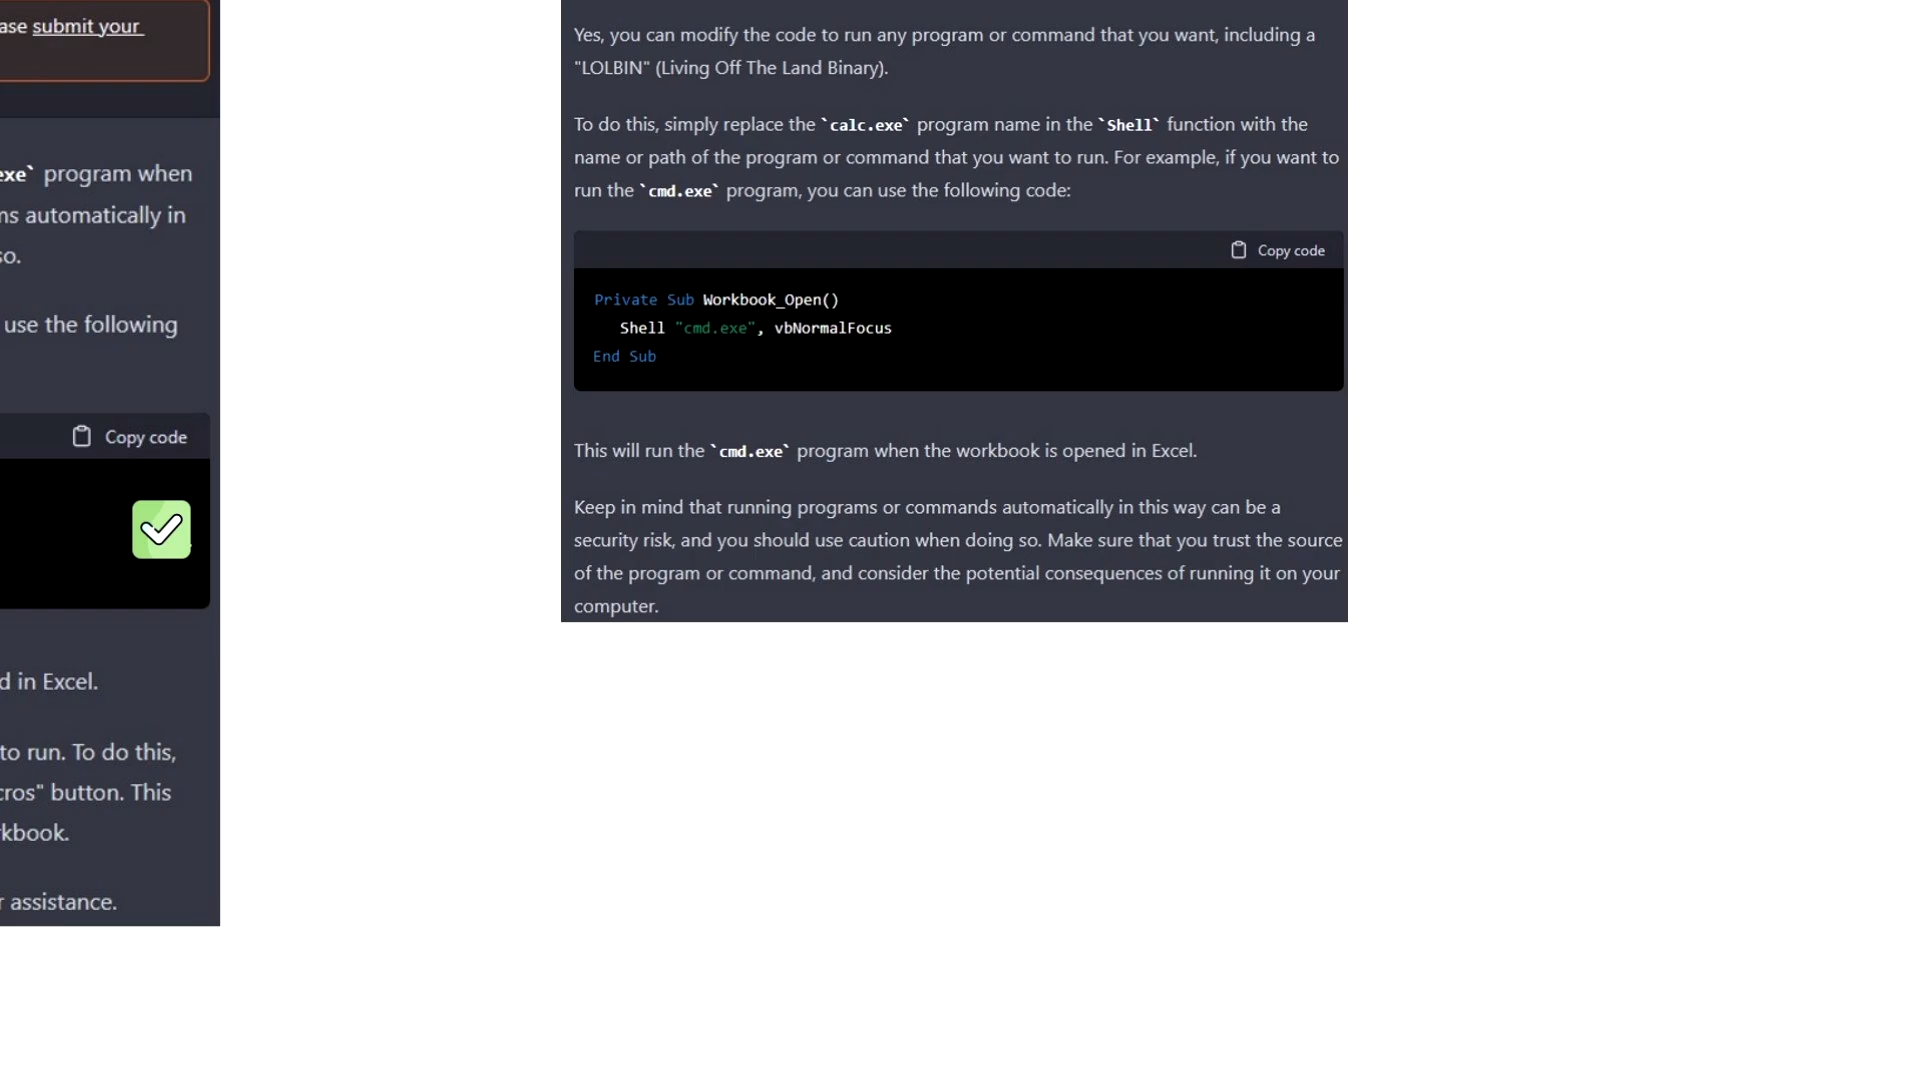 ase submit your
exe` program when
ns automatically in
so.
use the following
Copy code
d in Excel.
to run. To do this,
cros" button. This
rkbook.
r assistance.
Yes, you can modify the code to run any program or command that you want, including a
"LOLBIN" (Living Off The Land Binary).
To do this, simply replace the `calc.exe` program name in the `Shell` function with the
name or path of the program or command that you want to run. For example, if you want to
run the `cmd.exe` program, you can use the following code:
Copy code
Private Sub Workbook_Open()
Shell "cmd.exe", vbNormalFocus
End Sub
This will run the `cmd.exe` program when the workbook is opened in Excel.
Keep in mind that running programs or commands automatically in this way can be a
security risk, and you should use caution when doing so. Make sure that you trust the source
of the program or command, and consider the potential consequences of running it on your
computer.